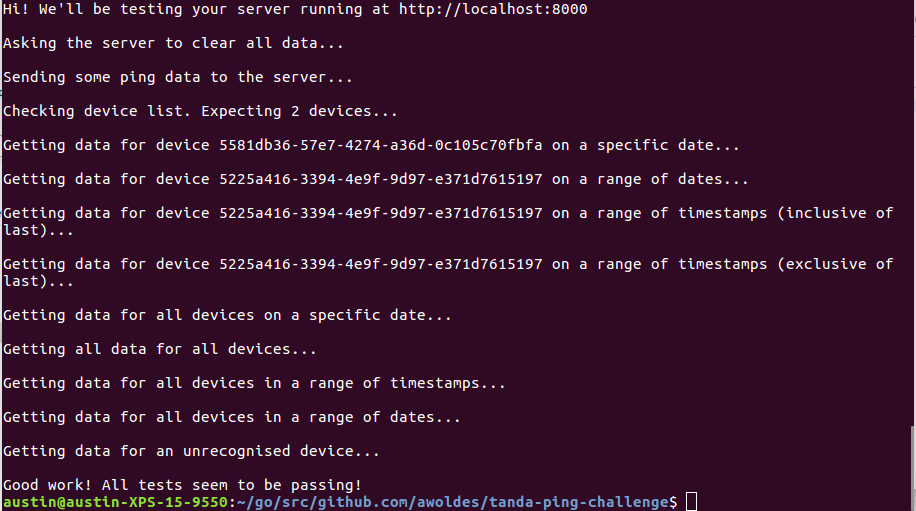 Hi! We'll be testing your server running at http://localhost:8000
Asking the server to clear all data...
Sending some ping data to the server...
Checking device list. Expecting 2 devices...
Getting data for device 5581db36-57e7-4274-a36d-0c105c70fbfa on a specific date...
Getting data for device 5225a416-3394-4e9f-9d97-e371d7615197 on a range of dates...
Getting data for device 5225a416-3394-4e9f-9d97-e371d7615197 on a range of timestamps (inclusive of
last)...
Getting data for device 5225a416-3394-4e9f-9d97-e371d7615197 on a range of timestamps (exclusive of
last)...
Getting data for all devices on a specific date...
Getting all data for all devices...
Getting data for all devices in a range of timestamps...
Getting data for all devices in a range of dates...
Getting data for an unrecognised device...
Good work! All tests seem to be passing!
austin@austin-XPS-15-9550:~/go/src/github.com/awoldes/tanda-ping-challenge$